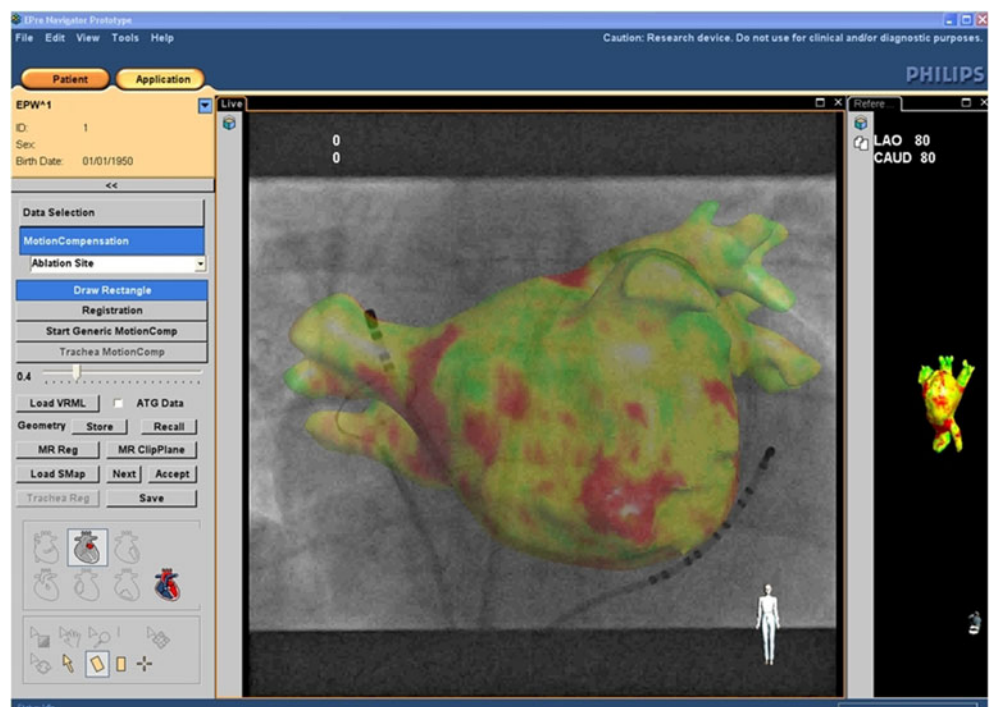 EPre Navigator Prototype
File Edit View Tools Help
Caution: Research device. Do not use for clinical and/or diagnostic purposes.
PHILIPS
Patient Application
EPW^1
ID: 1
Sex:
Birth Date: 01/01/1950
<<
Data Selection
MotionCompensation
Ablation Site
Draw Rectangle
Registration
Start Generic MotionComp
Trachea MotionComp
0.4
Load VRML ATG Data
Geometry Store Recall
MR Reg MR ClipPlane
Load SMap Next Accept
Trachea Reg Save
Live
0
0
Refere...
LAO 80
CAUD 80